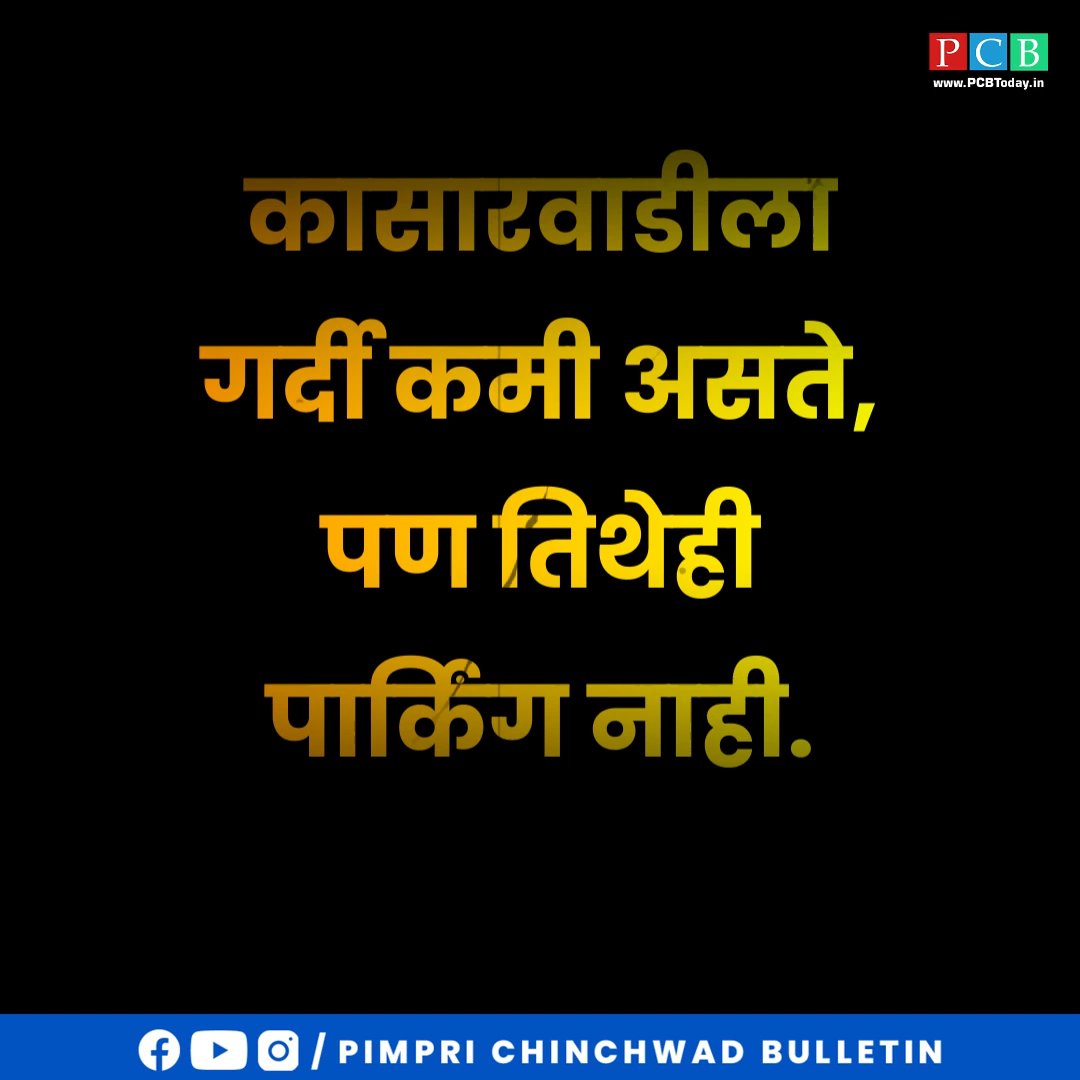 PCB
www.PCBToday.in
कासारवाडीला
गर्दी कमी असते,
पण तिथेही
पार्किंग नाही.
/ PIMPRI CHINCHWAD BULLETIN